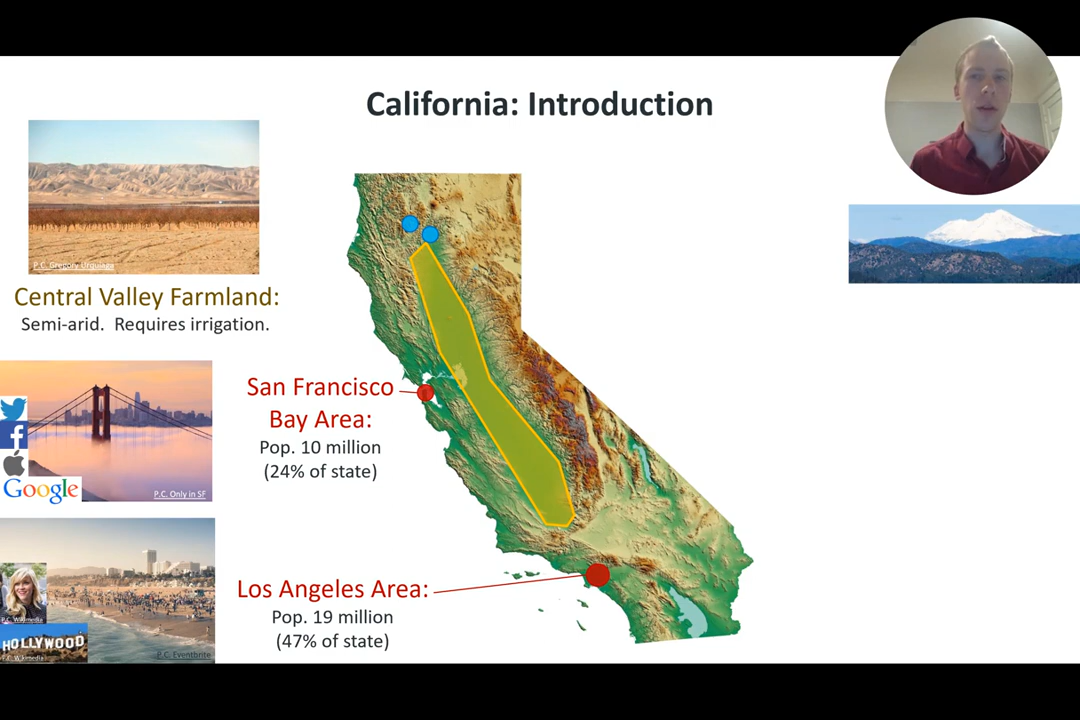 California: Introduction
P.C. Gregory Urquiaga
Central Valley Farmland:
Semi-arid.  Requires irrigation.
San Francisco
Bay Area:
Pop. 10 million
(24% of state)
Google
P.C. Only in SF
Los Angeles Area:
Pop. 19 million
(47% of state)
P.C. Wikimedia
HOLLYWOOD
P.C. Wikimedia
P.C. Eventbrite